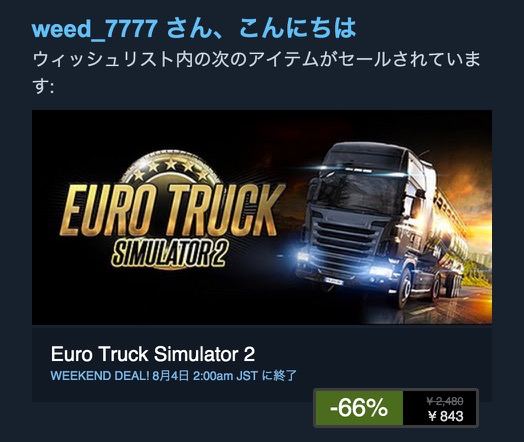 weed_7777 さん、こんにちは
ウィッシュリスト内の次のアイテムがセールされていま
す:
EURO TRUCK
SIMULATOR 2
Euro Truck Simulator 2
WEEKEND DEAL! 8月4日 2:00am JST に終了
-66%
¥ 2,480
¥ 843